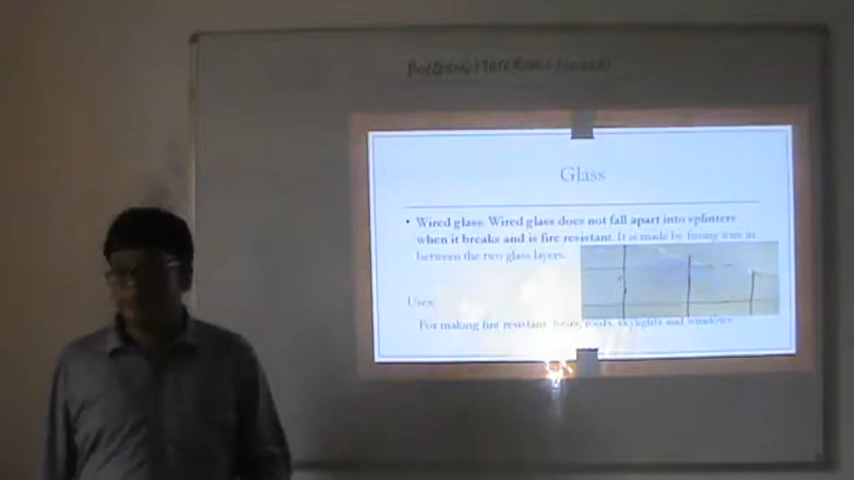 Glass
• Wired glass: Wired glass does not fall apart into splinters
when it breaks and is fire resistant. It is made by fusing wire in
between the two glass layers.
Uses:
For making fire resistant doors, roofs, skylights and windows